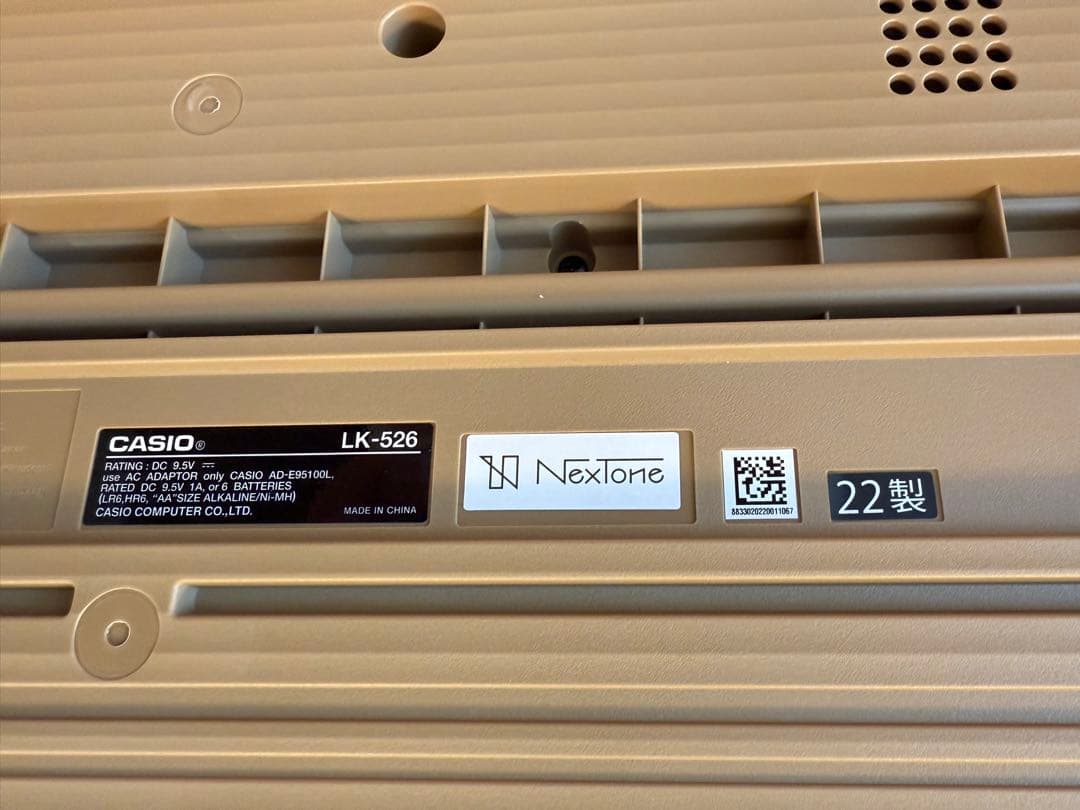 CASIO® LK-526
RATING : DC 9.5V ⎓
use AC ADAPTOR only CASIO AD-E95100L,
RATED DC 9.5V 1A, or 6 BATTERIES
(LR6,HR6, "AA"SIZE ALKALINE/Ni-MH)
CASIO COMPUTER CO.,LTD. MADE IN CHINA
NexTone
8833020220011067
22製